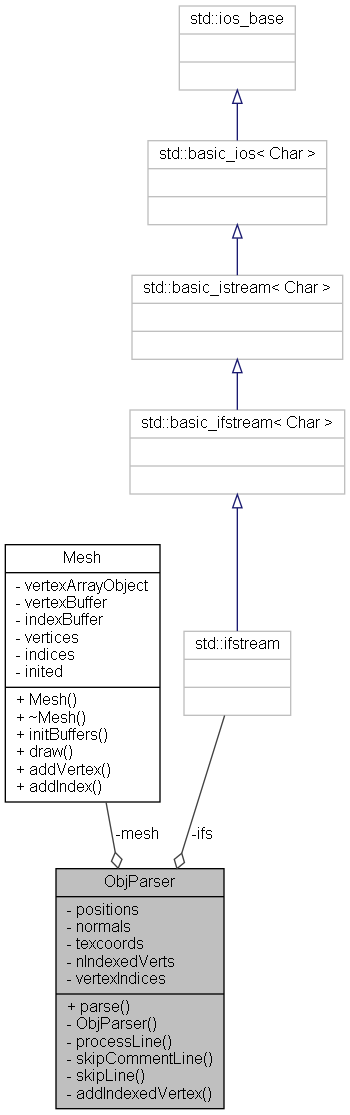 std::ios_base
std::basic_ios< Char >
std::basic_istream< Char >
std::basic_ifstream< Char >
Mesh
- vertexArrayObject
- vertexBuffer
- indexBuffer
- vertices
- indices
- inited
+ Mesh()
+ ~Mesh()
+ initBuffers()
+ draw()
+ addVertex()
+ addIndex()
std::ifstream
-mesh
-ifs
ObjParser
- positions
- normals
- texcoords
- nIndexedVerts
- vertexIndices
+ parse()
- ObjParser()
- processLine()
- skipCommentLine()
- skipLine()
- addIndexedVertex()